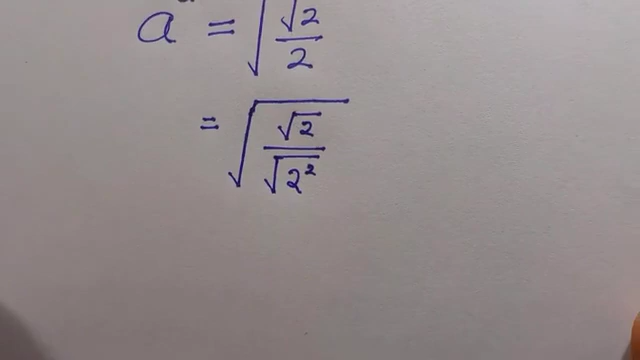 a = √(√2/2)
= √(√2/√2²)